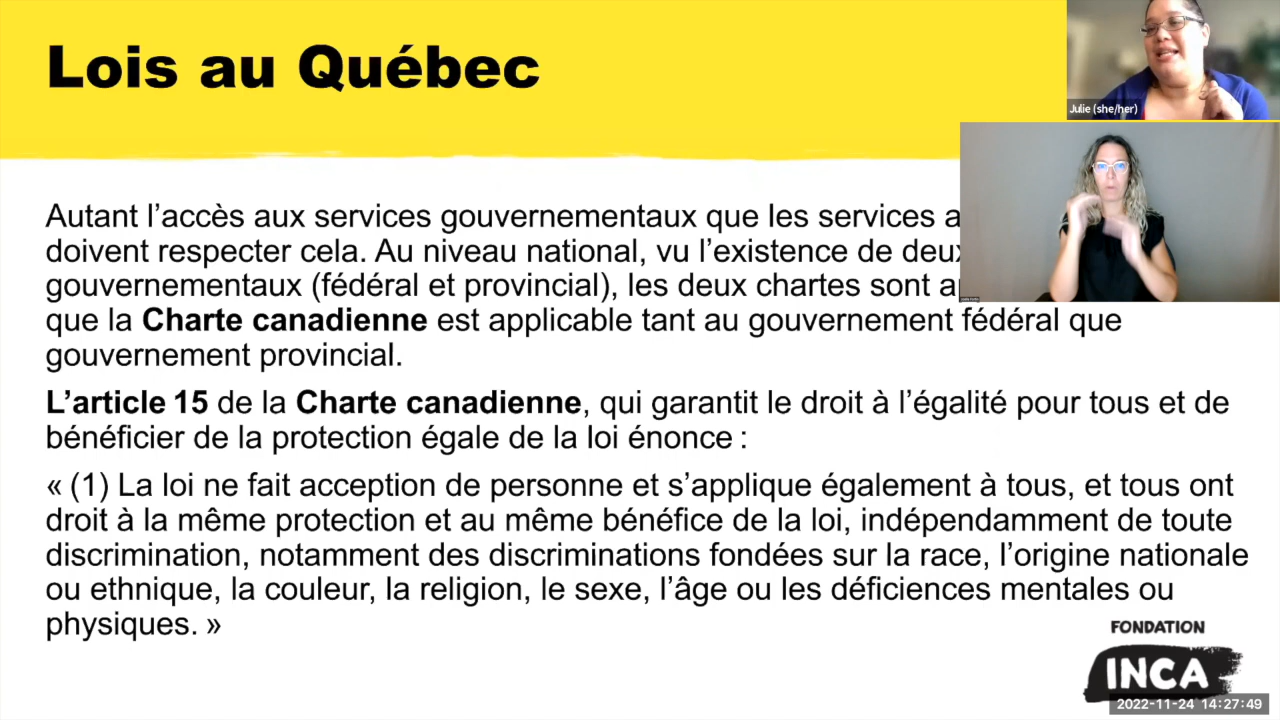 Lois au Québec
Julie (she/her)
Autant l’accès aux services gouvernementaux que les services
doivent respecter cela. Au niveau national, vu l’existence de deux
gouvernementaux (fédéral et provincial), les deux chartes sont
que la Charte canadienne est applicable tant au gouvernement fédéral que
gouvernement provincial.
L’article 15 de la Charte canadienne, qui garantit le droit à l’égalité pour tous et de
bénéficier de la protection égale de la loi énonce :
« (1) La loi ne fait acception de personne et s’applique également à tous, et tous ont
droit à la même protection et au même bénéfice de la loi, indépendamment de toute
discrimination, notamment des discriminations fondées sur la race, l’origine nationale
ou ethnique, la couleur, la religion, le sexe, l’âge ou les déficiences mentales ou
physiques. »
FONDATION
INCA
2022-11-24 14:27:49